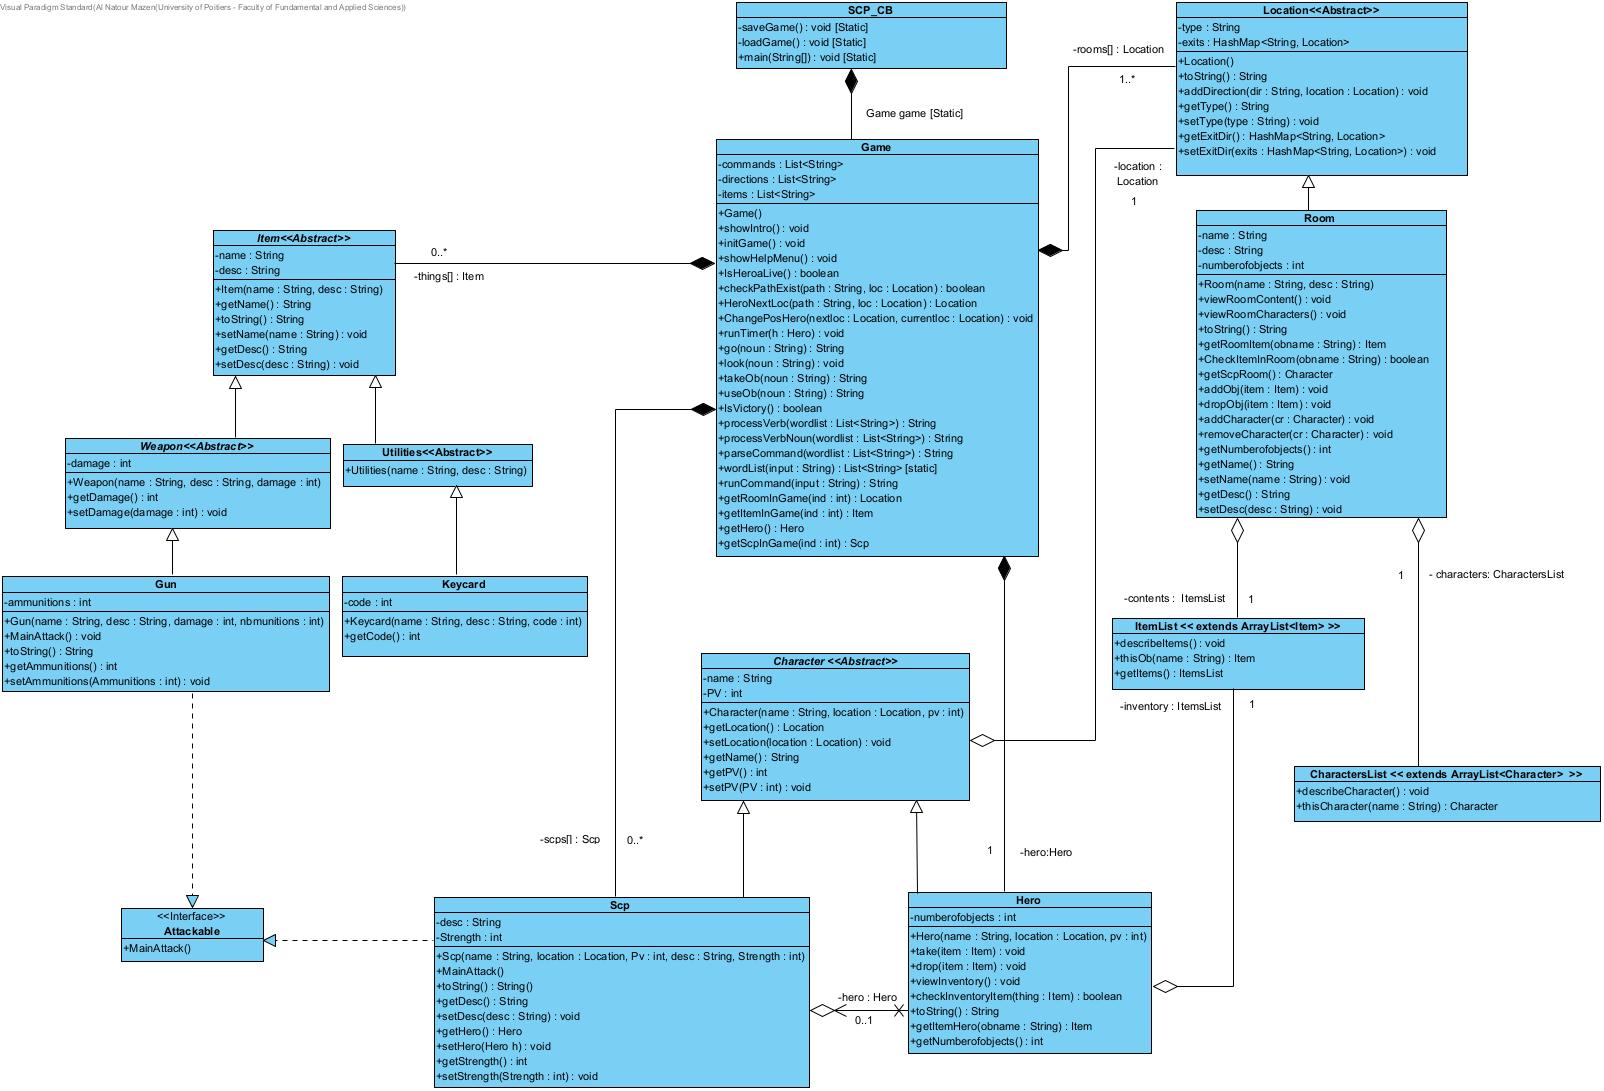 Visual Paradigm Standard(Al Natour Mazen(University of Poitiers - Faculty of Fundamental and Applied Sciences))
SCP_CB
-saveGame() : void [Static]
-loadGame() : void [Static]
+main(String[]) : void [Static]
Game game [Static]
Location<<Abstract>>
-type : String
-exits : HashMap<String, Location>
+Location()
+toString() : String
+addDirection(dir : String, location : Location) : void
+getType() : String
+setType(type : String) : void
+getExitDir() : HashMap<String, Location>
+setExitDir(exits : HashMap<String, Location>) : void
-rooms[] : Location
1..*
-location :
Location
1
Game
-commands : List<String>
-directions : List<String>
-items : List<String>
+Game()
+showIntro() : void
+initGame() : void
+showHelpMenu() : void
+IsHeroaLive() : boolean
+checkPathExist(path : String, loc : Location) : boolean
+HeroNextLoc(path : String, loc : Location) : Location
+ChangePosHero(nextloc : Location, currentloc : Location) : void
+runTimer(h : Hero) : void
+go(noun : String) : String
+look(noun : String) : void
+takeOb(noun : String) : String
+useOb(noun : String) : String
+IsVictory() : boolean
+processVerb(wordlist : List<String>) : String
+processVerbNoun(wordlist : List<String>) : String
+parseCommand(wordlist : List<String>) : String
+wordList(input : String) : List<String> [static]
+runCommand(input : String) : String
+getRoomInGame(ind : int) : Location
+getItemInGame(ind : int) : Item
+getHero() : Hero
+getScpInGame(ind : int) : Scp
Room
-name : String
-desc : String
-numberofobjects : int
+Room(name : String, desc : String)
+viewRoomContent() : void
+viewRoomCharacters() : void
+toString() : String
+getRoomItem(obname : String) : Item
+CheckItemInRoom(obname : String) : boolean
+getScpRoom() : Character
+addObj(item : Item) : void
+dropObj(item : Item) : void
+addCharacter(cr : Character) : void
+removeCharacter(cr : Character) : void
+getNumberofobjects() : int
+getName() : String
+setName(name : String) : void
+getDesc() : String
+setDesc(desc : String) : void
Item<<Abstract>>
-name : String
-desc : String
+Item(name : String, desc : String)
+getName() : String
+toString() : String
+setName(name : String) : void
+getDesc() : String
+setDesc(desc : String) : void
0..*
-things[] : Item
Weapon<<Abstract>>
-damage : int
+Weapon(name : String, desc : String, damage : int)
+getDamage() : int
+setDamage(damage : int) : void
Utilities<<Abstract>>
+Utilities(name : String, desc : String)
Gun
-ammunitions : int
+Gun(name : String, desc : String, damage : int, nbmunitions : int)
+MainAttack() : void
+toString() : String
+getAmmunitions() : int
+setAmmunitions(Ammunitions : int) : void
Keycard
-code : int
+Keycard(name : String, desc : String, code : int)
+getCode() : int
1
- characters: CharactersList
-contents : ItemsList
1
ItemList << extends ArrayList<Item> >>
+describeItems() : void
+thisOb(name : String) : Item
+getItems() : ItemsList
-inventory : ItemsList
1
Character <<Abstract>>
-name : String
-PV : int
+Character(name : String, location : Location, pv : int)
+getLocation() : Location
+setLocation(location : Location) : void
+getName() : String
+getPV() : int
+setPV(PV : int) : void
CharactersList << extends ArrayList<Character> >>
+describeCharacter() : void
+thisCharacter(name : String) : Character
-scps[] : Scp
0..*
1
-hero:Hero
<<Interface>>
Attackable
+MainAttack()
Scp
-desc : String
-Strength : int
+Scp(name : String, location : Location, Pv : int, desc : String, Strength : int)
+MainAttack()
+toString() : String()
+getDesc() : String
+setDesc(desc : String) : void
+getHero() : Hero
+setHero(Hero h) : void
+getStrength() : int
+setStrength(Strength : int) : void
-hero : Hero
0..1
Hero
-numberofobjects : int
+Hero(name : String, location : Location, pv : int)
+take(item : Item) : void
+drop(item : Item) : void
+viewInventory() : void
+checkInventoryItem(thing : Item) : boolean
+toString() : String
+getItemHero(obname : String) : Item
+getNumberofobjects() : int